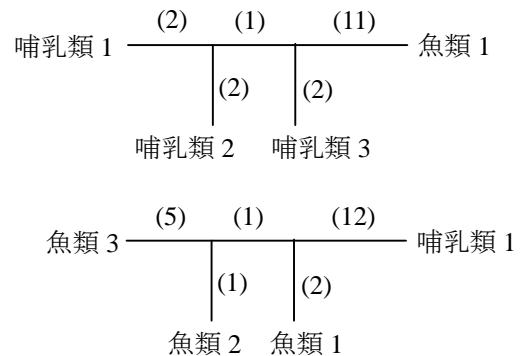 (2) (1) (11)
哺乳類 1 魚類 1
(2) (2)
哺乳類 2 哺乳類 3
(5) (1) (12)
魚類 3 哺乳類 1
(1) (2)
魚類 2 魚類 1